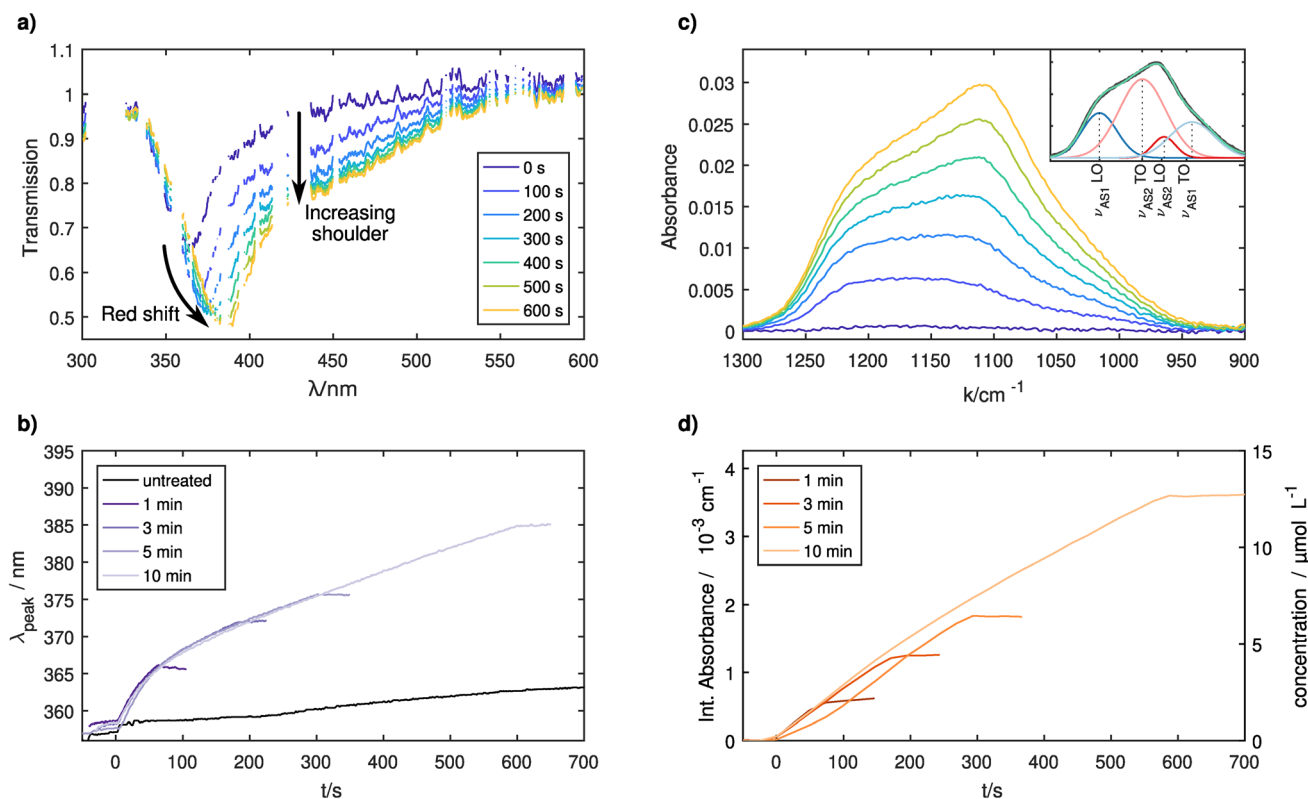 a)
1.1
1
0.9
0.8
0.7
0.6
0.5
Transmission
300
350
400
450
500
550
600
λ/nm
Increasing
shoulder
Red shift
0 s
100 s
200 s
300 s
400 s
500 s
600 s
c)
0.03
0.025
0.02
0.015
0.01
0.005
0
Absorbance
1300
1250
1200
1150
1100
1050
1000
950
900
k/cm -1
LO
TO
LO
TO
νAS1
νAS2
νAS2
νAS1
b)
395
390
385
380
375
370
365
360
λpeak / nm
0
100
200
300
400
500
600
700
t/s
untreated
1 min
3 min
5 min
10 min
d)
4
3
2
1
0
Int. Absorbance / 10-3 cm-1
0
100
200
300
400
500
600
700
t/s
1 min
3 min
5 min
10 min
15
10
5
0
concentration / μmol L-1